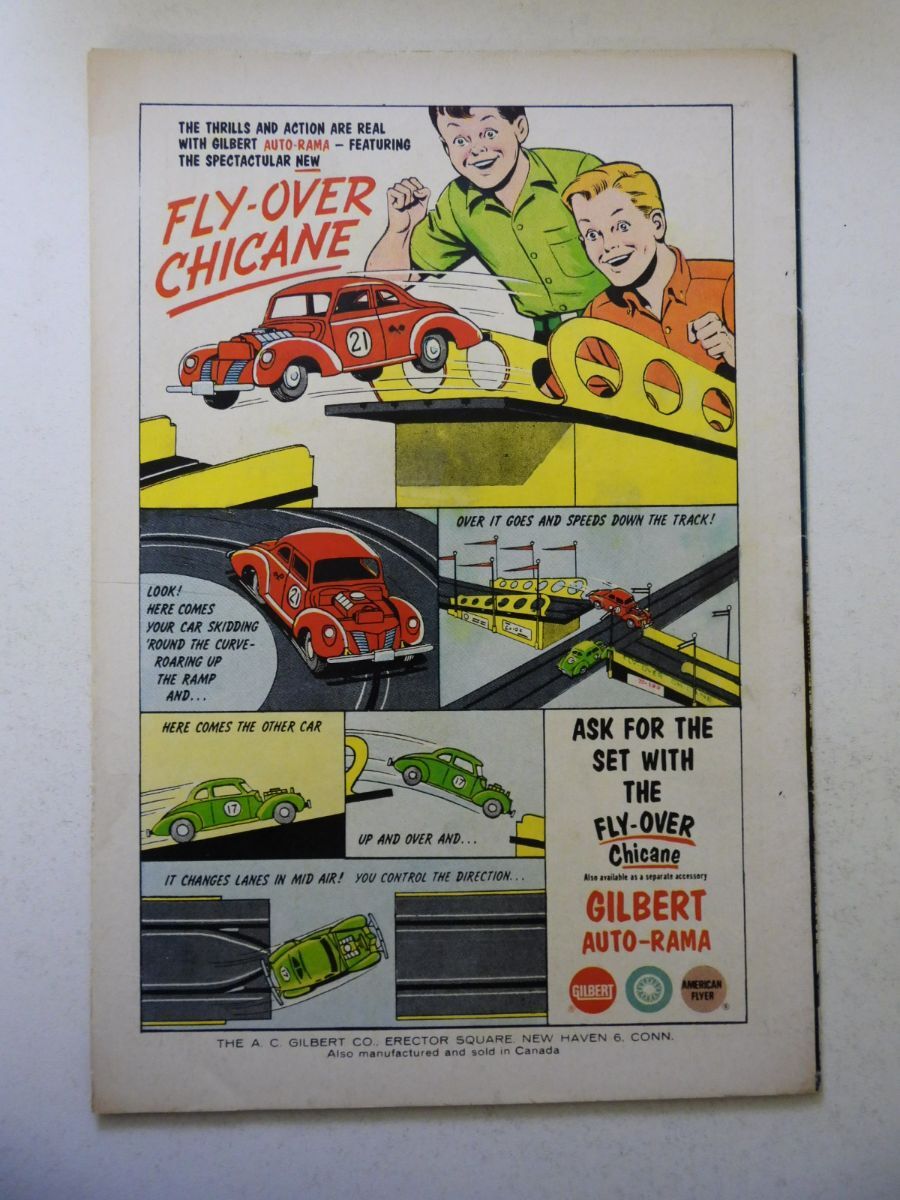 THE THRILLS AND ACTION ARE REAL
WITH GILBERT AUTO-RAMA – FEATURING
THE SPECTACTULAR NEW
FLY-OVER
CHICANE
21
LOOK!
HERE COMES
YOUR CAR SKIDDING
'ROUND THE CURVE-
ROARING UP
THE RAMP
AND...
21
OVER IT GOES AND SPEEDS DOWN THE TRACK!
HERE COMES THE OTHER CAR
17
UP AND OVER AND...
17
IT CHANGES LANES IN MID AIR! YOU CONTROL THE DIRECTION...
17
ASK FOR THE
SET WITH
THE
FLY-OVER
Chicane
Also available as a separate accessory
GILBERT
AUTO-RAMA
GILBERT
AMERICAN
FLYER
THE A. C. GILBERT CO., ERECTOR SQUARE, NEW HAVEN 6, CONN.
Also manufactured and sold in Canada